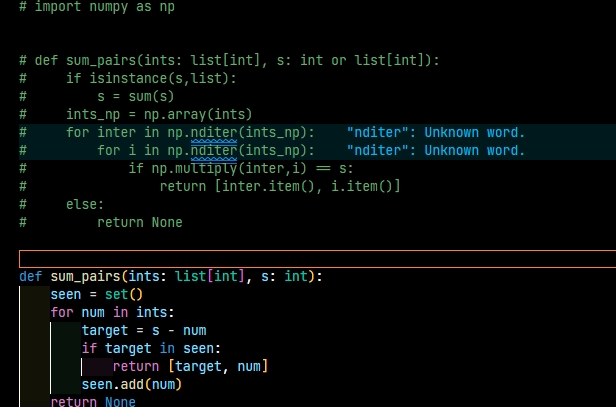 # import numpy as np
# def sum_pairs(ints: list[int], s: int or list[int]):
#     if isinstance(s,list):
#         s = sum(s)
#     ints_np = np.array(ints)
#     for inter in np.nditer(ints_np):    "nditer": Unknown word.
#         for i in np.nditer(ints_np):    "nditer": Unknown word.
#             if np.multiply(inter,i) == s:
#                 return [inter.item(), i.item()]
#     else:
#         return None
def sum_pairs(ints: list[int], s: int):
    seen = set()
    for num in ints:
        target = s - num
        if target in seen:
            return [target, num]
        seen.add(num)
    return None